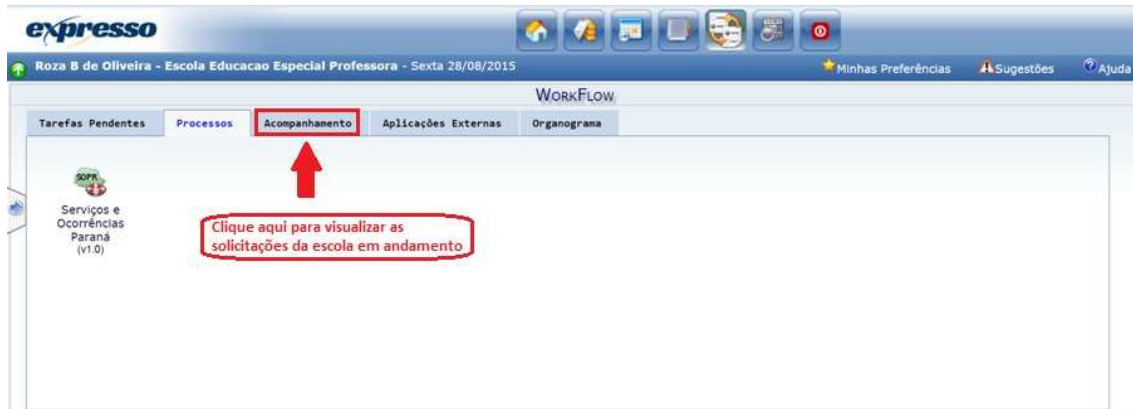 expresso
Roza B de Oliveira - Escola Educacao Especial Professora - Sexta 28/08/2015
Minhas Preferências
Sugestões
Ajuda
WorkFlow
Tarefas Pendentes
Processos
Acompanhamento
Aplicações Externas
Organograma
SOPR
Serviços e
Ocorrências
Paraná
(v1.0)
Clique aqui para visualizar as
solicitações da escola em andamento